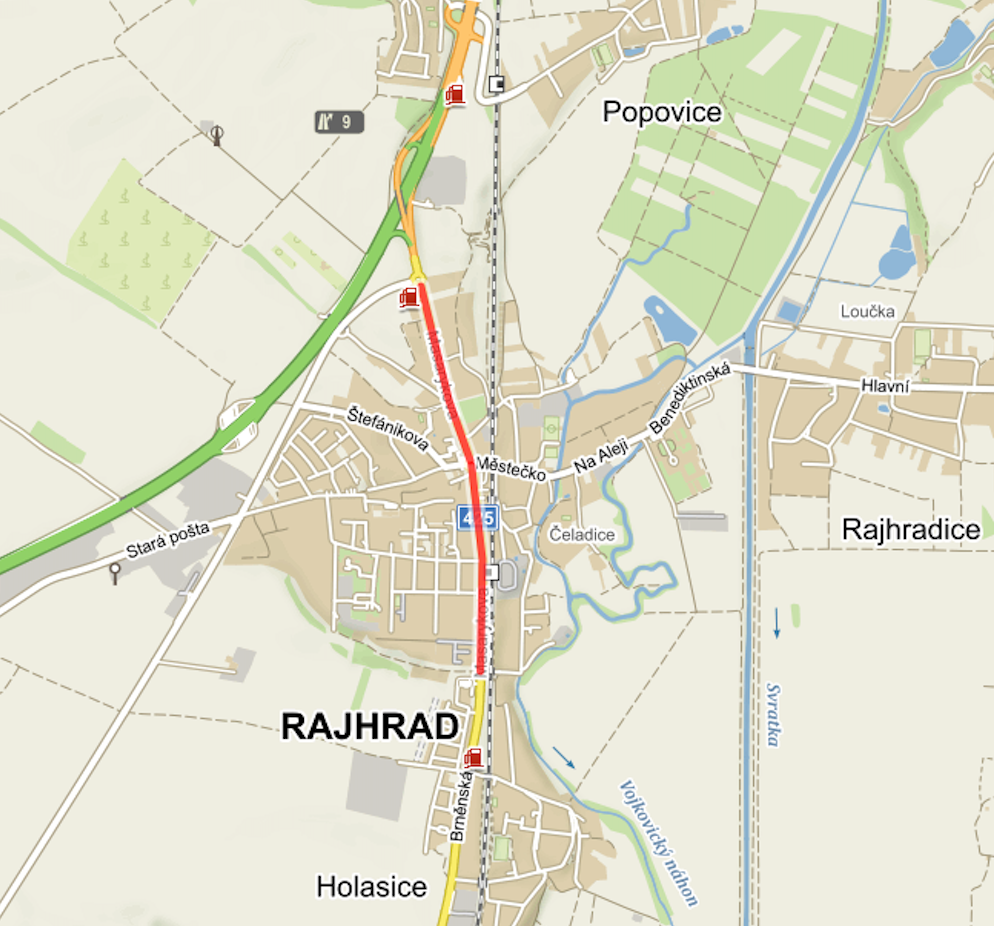 Popovice
9
Loučka
Masarykova
Hlavní
Benediktinská
Štefánikova
Městečko
Na Aleji
425
Stará pošta
Čeladice
Rajhradice
Masarykova
Svratka
RAJHRAD
Brněnská
Vojkovický náhon
Holasice